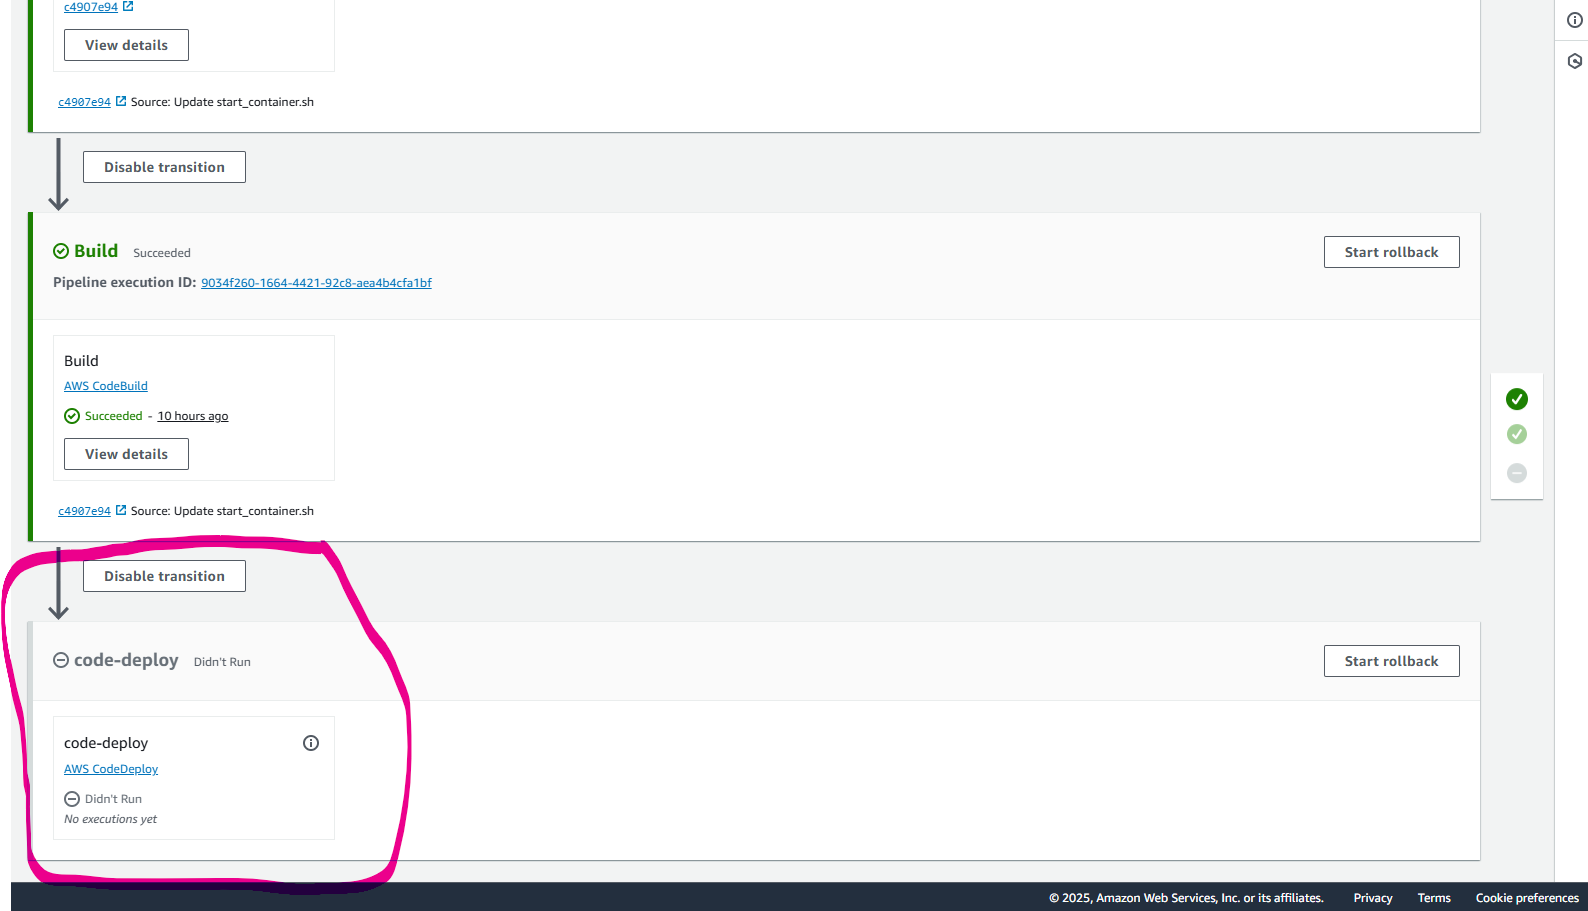 c4907e94
View details
c4907e94 Source: Update start_container.sh
Disable transition
Build Succeeded
Start rollback
Pipeline execution ID: 9034f260-1664-4421-92c8-aea4b4cfa1bf
Build
AWS CodeBuild
Succeeded - 10 hours ago
View details
c4907e94 Source: Update start_container.sh
Disable transition
code-deploy Didn't Run
Start rollback
code-deploy
AWS CodeDeploy
Didn't Run
No executions yet
© 2025, Amazon Web Services, Inc. or its affiliates. Privacy Terms Cookie preferences